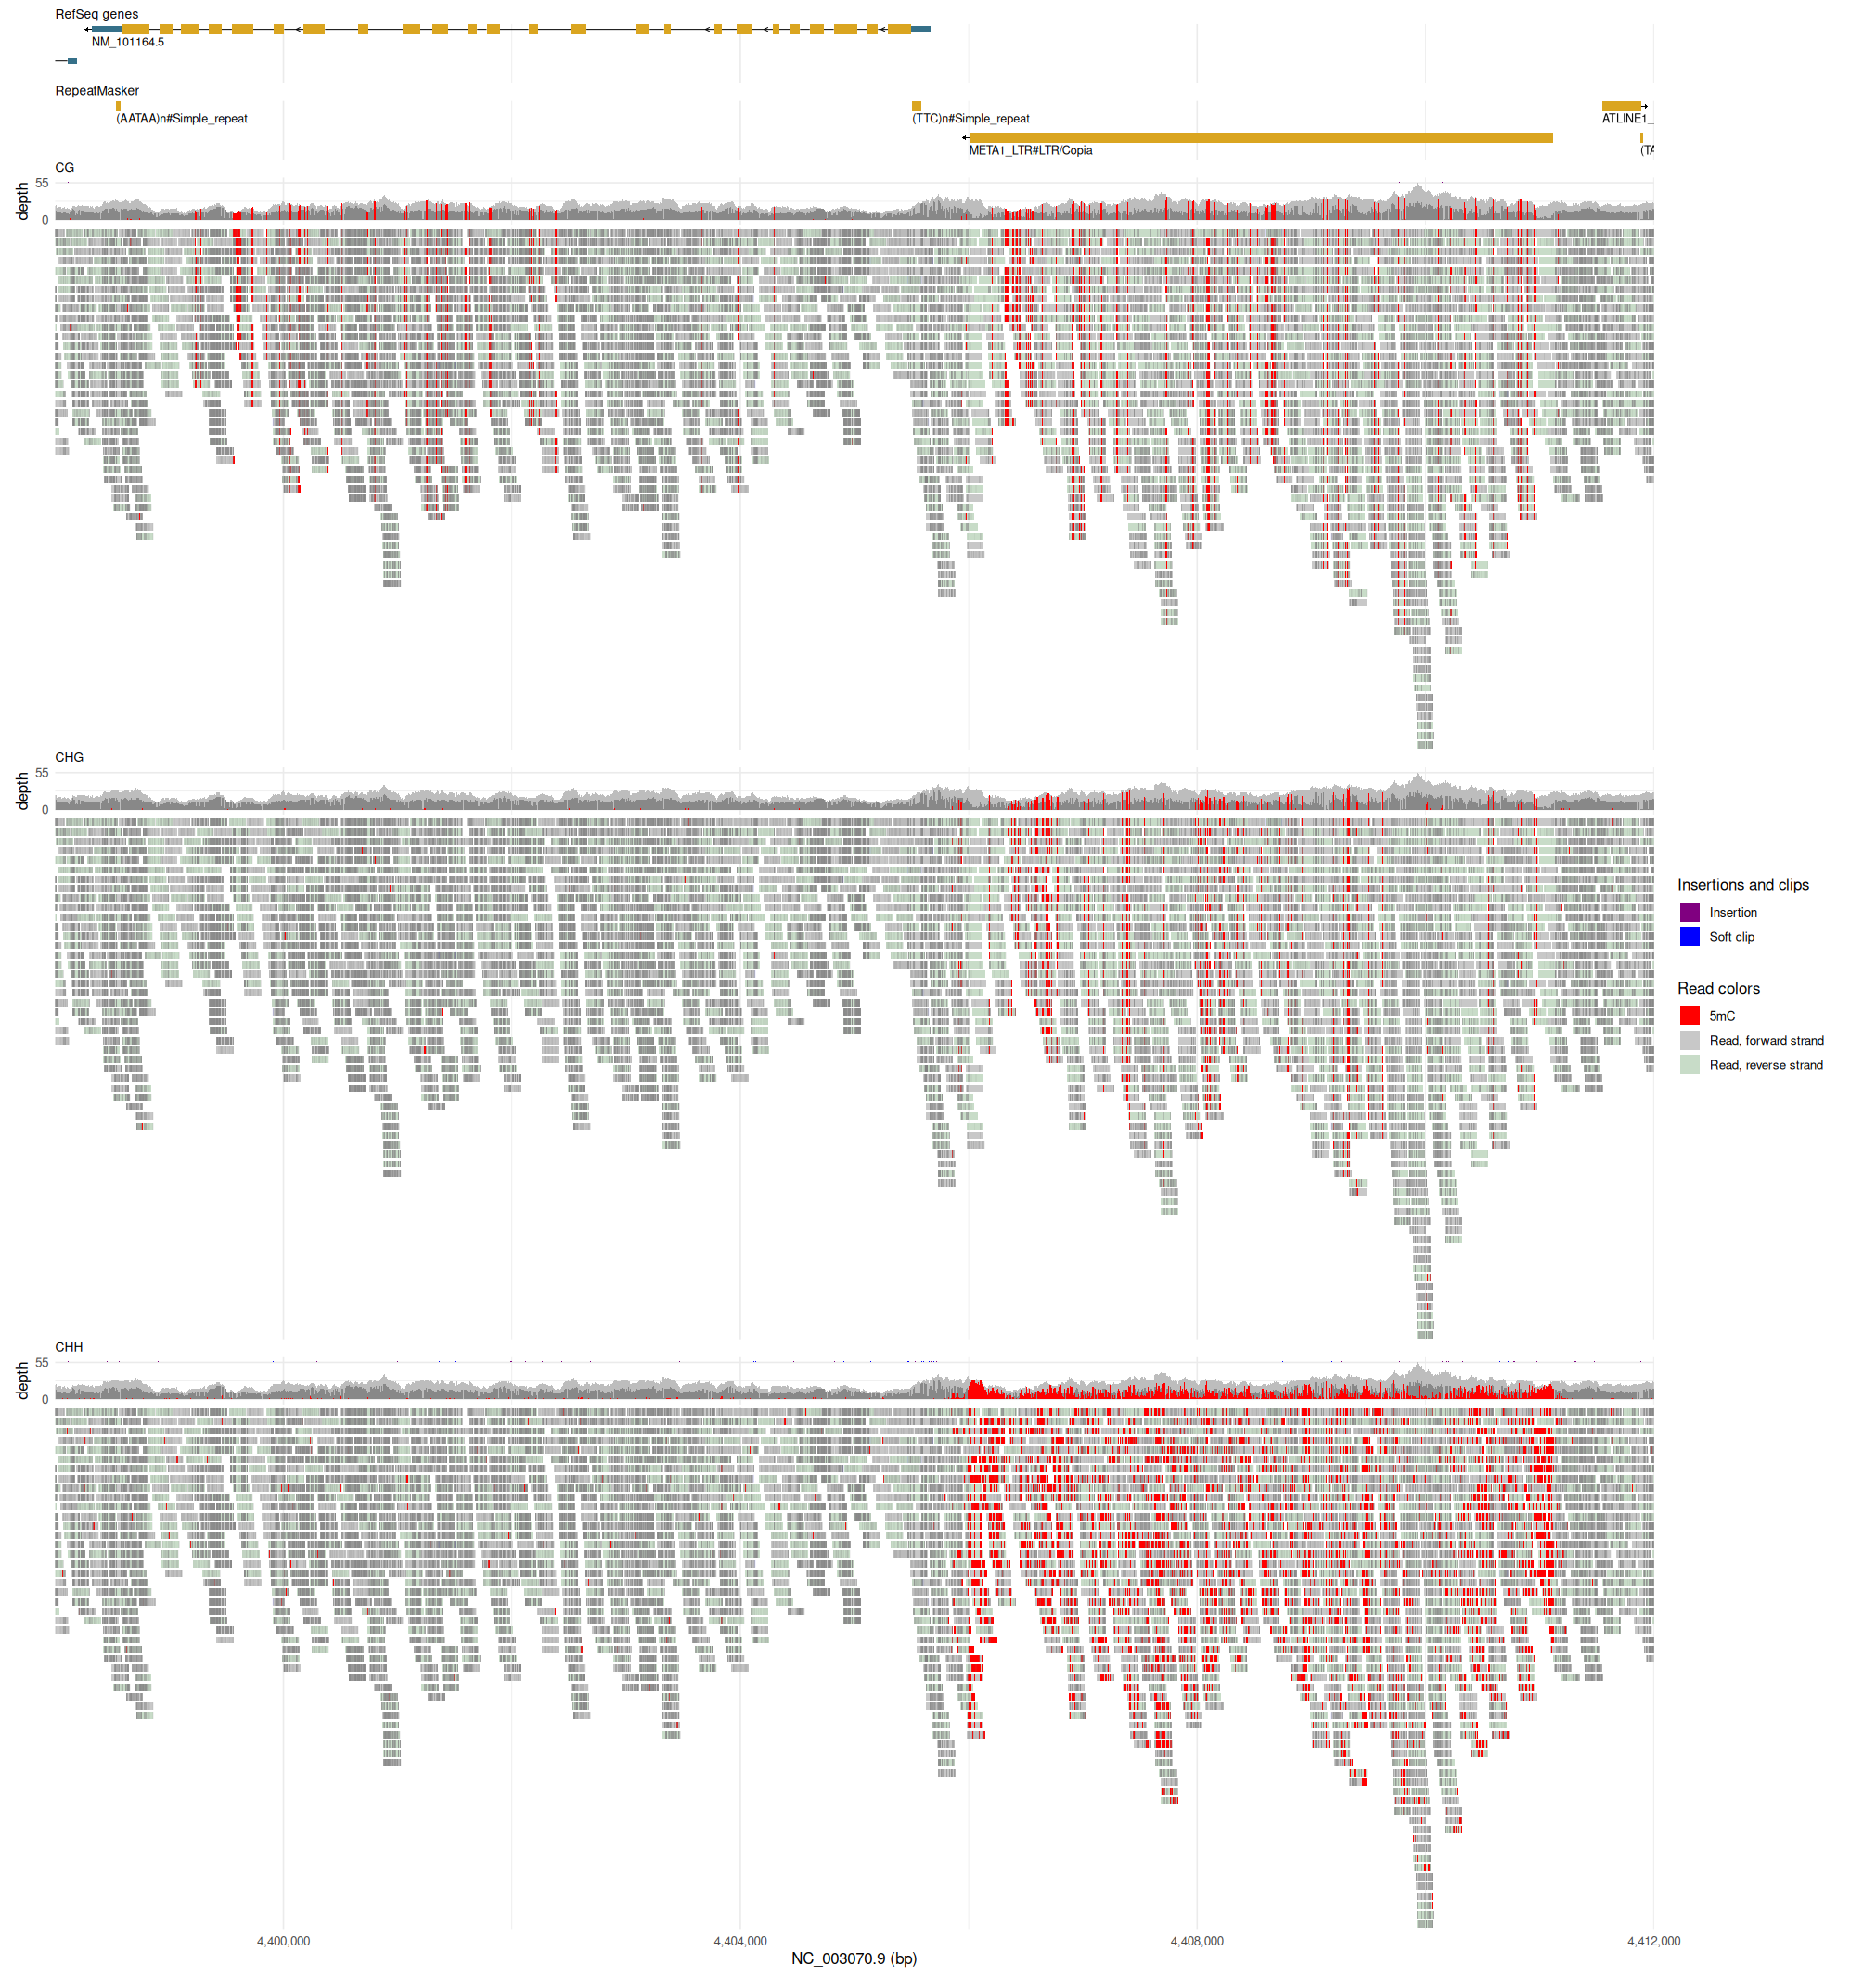 RefSeq genes
NM_101164.5
RepeatMasker
(AATAA)n#Simple_repeat
(TTC)n#Simple_repeat
ATLINE1_
META1_LTR#LTR/Copia
(TA
CG
55
depth
0
CHG
55
depth
0
Insertions and clips
Insertion
Soft clip
Read colors
5mC
Read, forward strand
Read, reverse strand
CHH
55
depth
0
4,400,000
4,404,000
4,408,000
4,412,000
NC_003070.9 (bp)